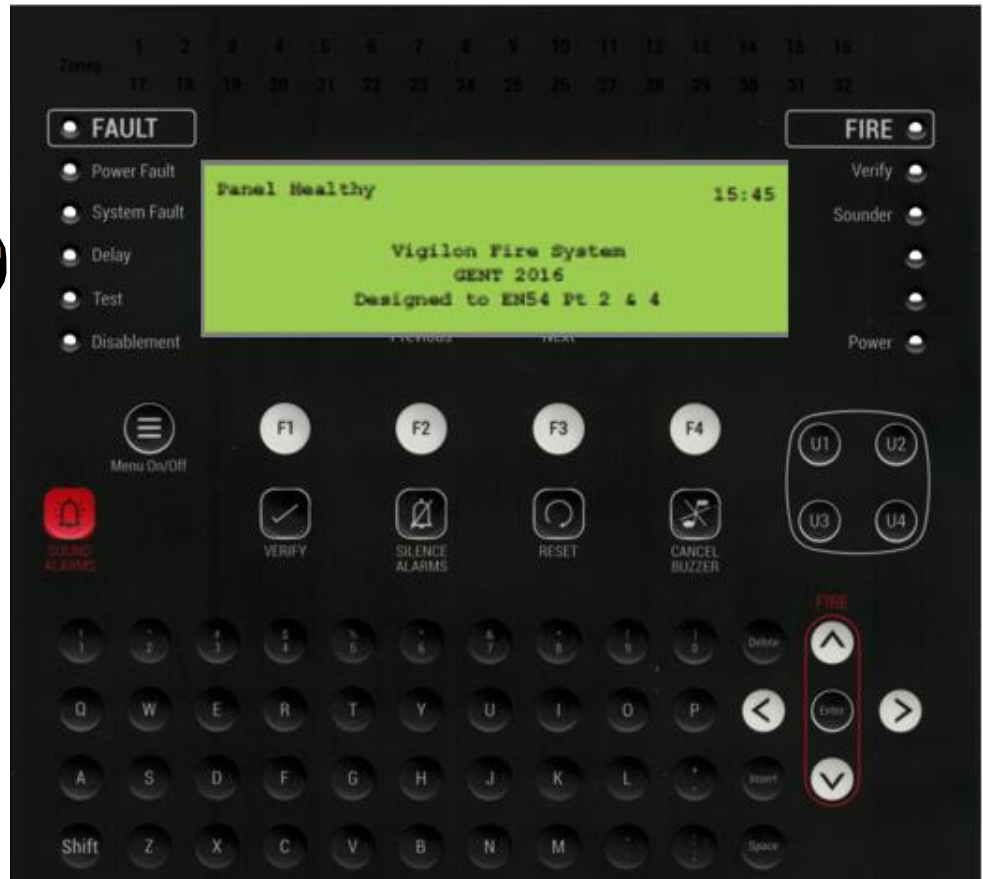 Zones 1 2 3 4 5 6 7 8 9 10 11 12 13 14 15 16
17 18 19 20 21 22 23 24 25 26 27 28 29 30 31 32
FAULT
FIRE
Power Fault
Verify
System Fault
Sounder
Delay
Test
Disablement
Power
Panel Healthy 15:45
Vigilon Fire System
GENT 2016
Designed to EN54 Pt 2 & 4
Previous Next
F1 F2 F3 F4
U1 U2
Menu On/Off
U3 U4
SOUND
ALARMS
VERIFY
SILENCE
ALARMS
RESET
CANCEL
BUZZER
FIRE
1 2 3 4 5 6 7 8 9 0 Delete
Q W E R T Y U I O P Enter
A S D F G H J K L Insert
Shift Z X C V B N M Space